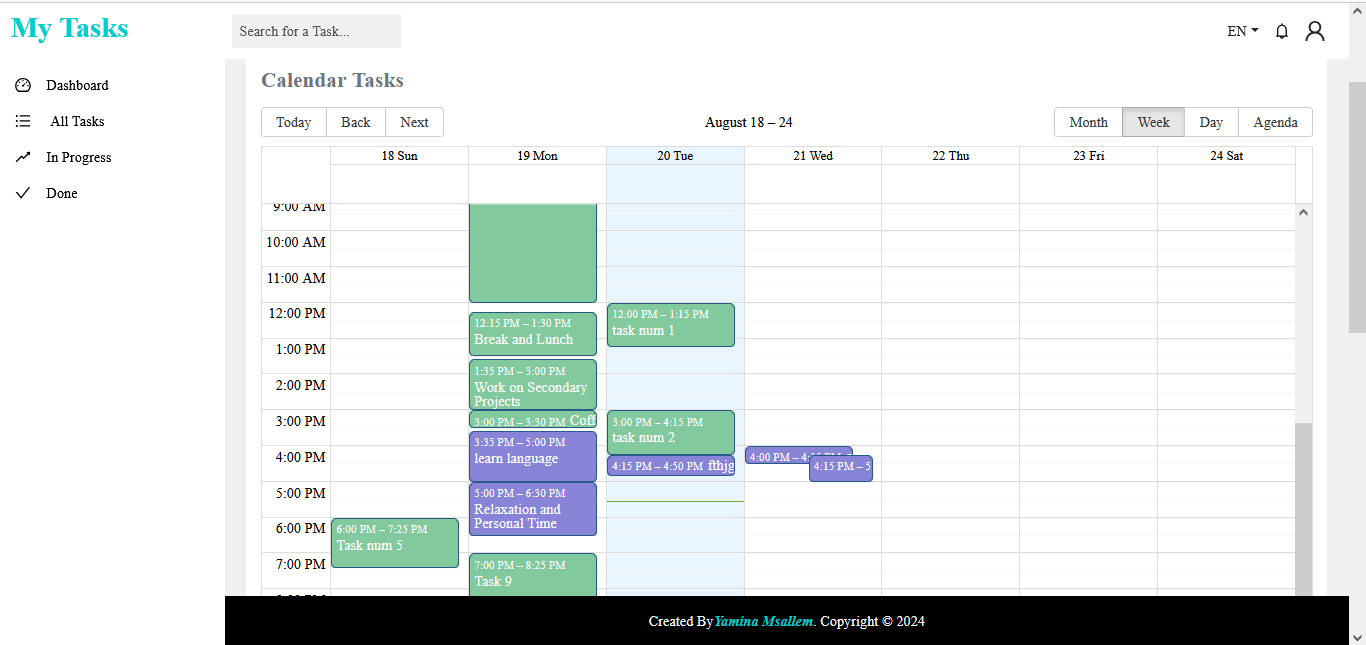 My Tasks
Search for a Task...
EN
Dashboard
All Tasks
In Progress
Done
Calendar Tasks
Today Back Next
August 18 – 24
Month Week Day Agenda
18 Sun 19 Mon 20 Tue 21 Wed 22 Thu 23 Fri 24 Sat
9:00 AM
10:00 AM
11:00 AM
12:00 PM
1:00 PM
2:00 PM
3:00 PM
4:00 PM
5:00 PM
6:00 PM
7:00 PM
6:00 PM – 7:25 PM
Task num 5
12:15 PM – 1:30 PM
Break and Lunch
1:35 PM – 3:00 PM
Work on Secondary
Projects
3:00 PM – 3:30 PM Coff
3:35 PM – 5:00 PM
learn language
5:00 PM – 6:30 PM
Relaxation and
Personal Time
7:00 PM – 8:25 PM
Task 9
12:00 PM – 1:15 PM
task num 1
3:00 PM – 4:15 PM
task num 2
4:15 PM – 4:50 PM fthjg
4:00 PM –
4:15 PM – 5
Created By Yamina Msallem. Copyright © 2024